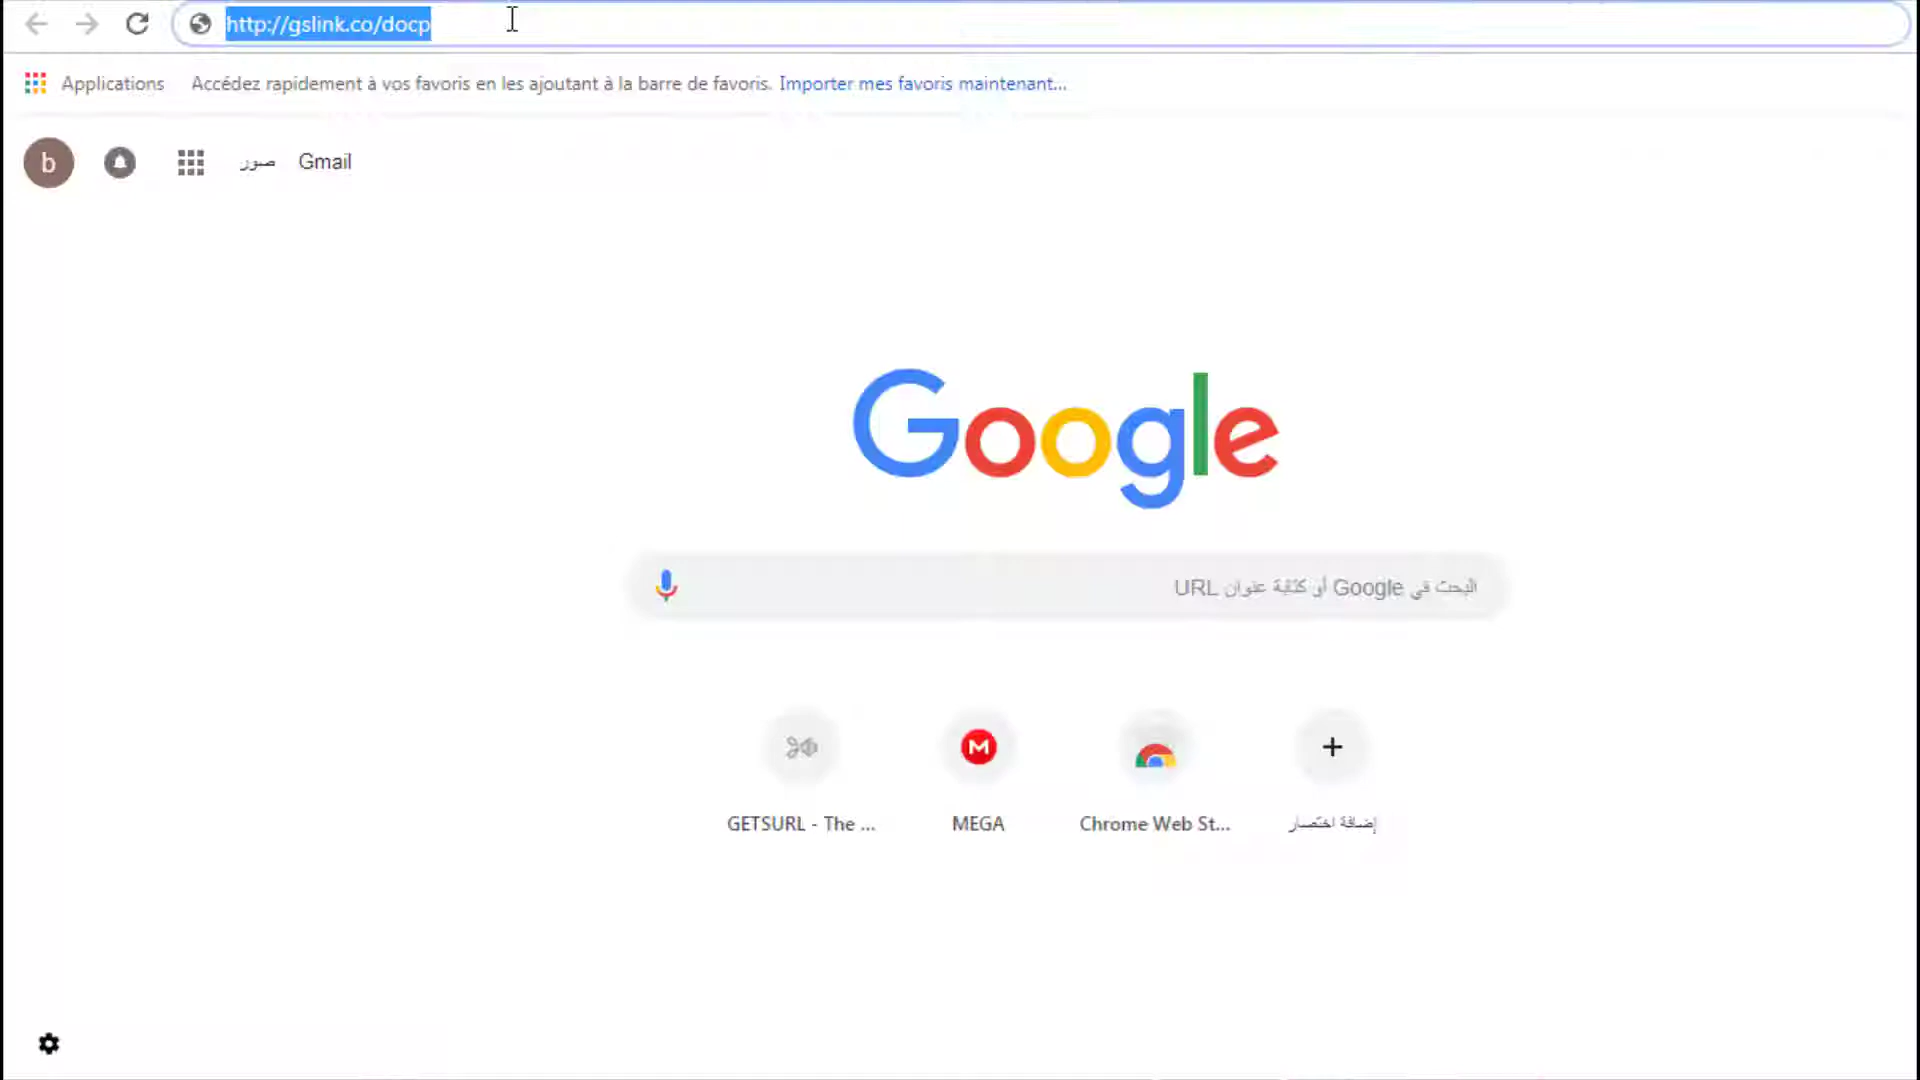 http://gslink.co/docp
Applications Accédez rapidement à vos favoris en les ajoutant à la barre de favoris. Importer mes favoris maintenant...
b صور Gmail
Google
البحث في Google أو كتابة عنوان URL
GETSURL - The ... MEGA Chrome Web St... إضافة اختصار